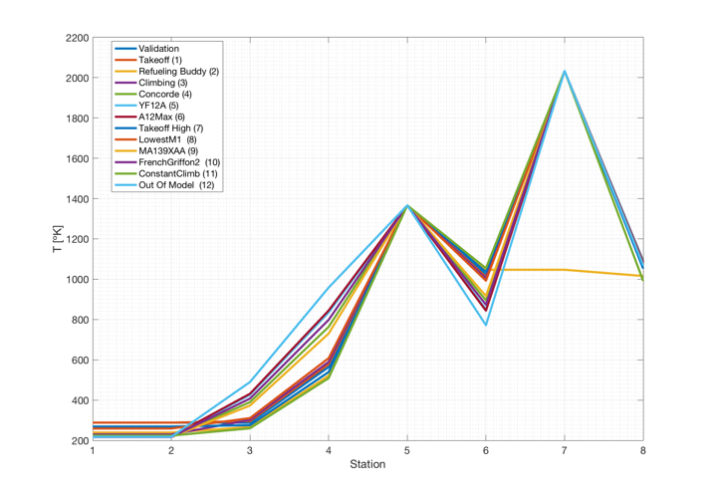 2200
2000
1800
1600
1400
1200
1000
800
600
400
200
T [ºK]
Validation
Takeoff (1)
Refueling Buddy (2)
Climbing (3)
Concorde (4)
YF12A (5)
A12Max (6)
Takeoff High (7)
LowestM1 (8)
MA139XAA (9)
FrenchGriffon2 (10)
ConstantClimb (11)
Out Of Model (12)
1 2 3 4 5 6 7 8
Station